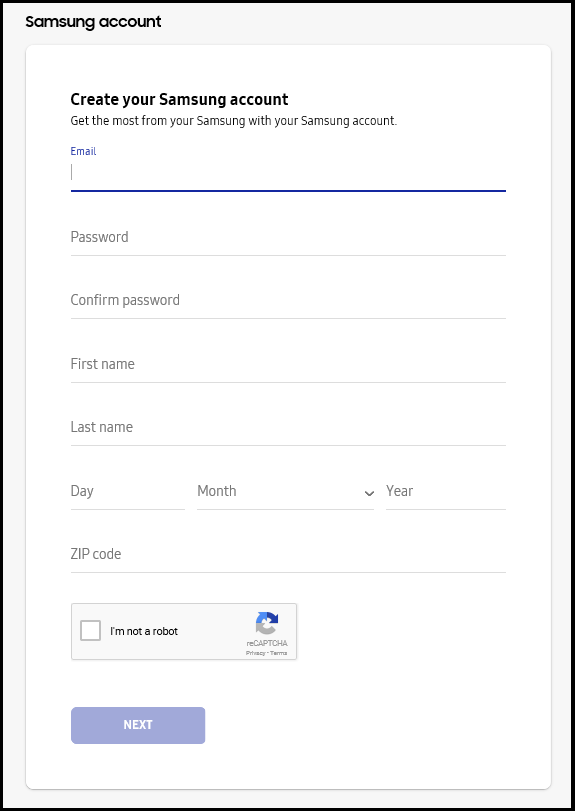 Samsung account
Create your Samsung account
Get the most from your Samsung with your Samsung account.
Email
Password
Confirm password
First name
Last name
Day Month Year
ZIP code
I'm not a robot
reCAPTCHA
Privacy - Terms
NEXT